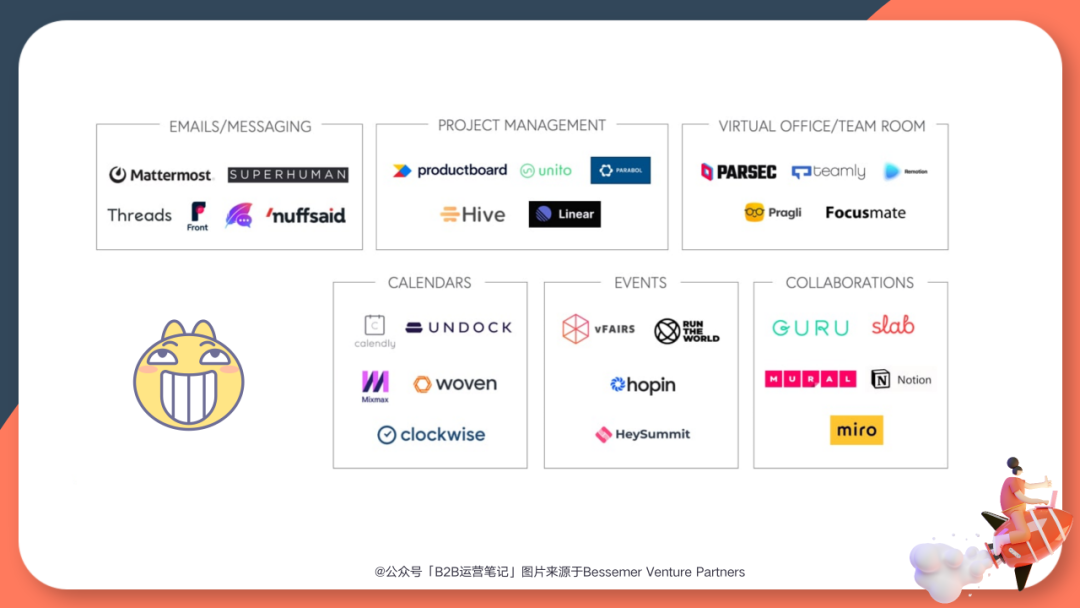 EMAILS/MESSAGING
Mattermost
SUPERHUMAN
Threads
Front
'nuffsaid
PROJECT MANAGEMENT
productboard
unito
PARABOL
Hive
Linear
VIRTUAL OFFICE/TEAM ROOM
PARSEC
teamly
Remotion
Pragli
Focusmate
CALENDARS
C
calendly
UNDOCK
Mixmax
woven
clockwise
EVENTS
vFAIRS
RUN
THE
WORLD
hopin
HeySummit
COLLABORATIONS
GURU
slab
MURAL
N
Notion
miro
@公众号「B2B运营笔记」图片来源于Bessemer Venture Partners